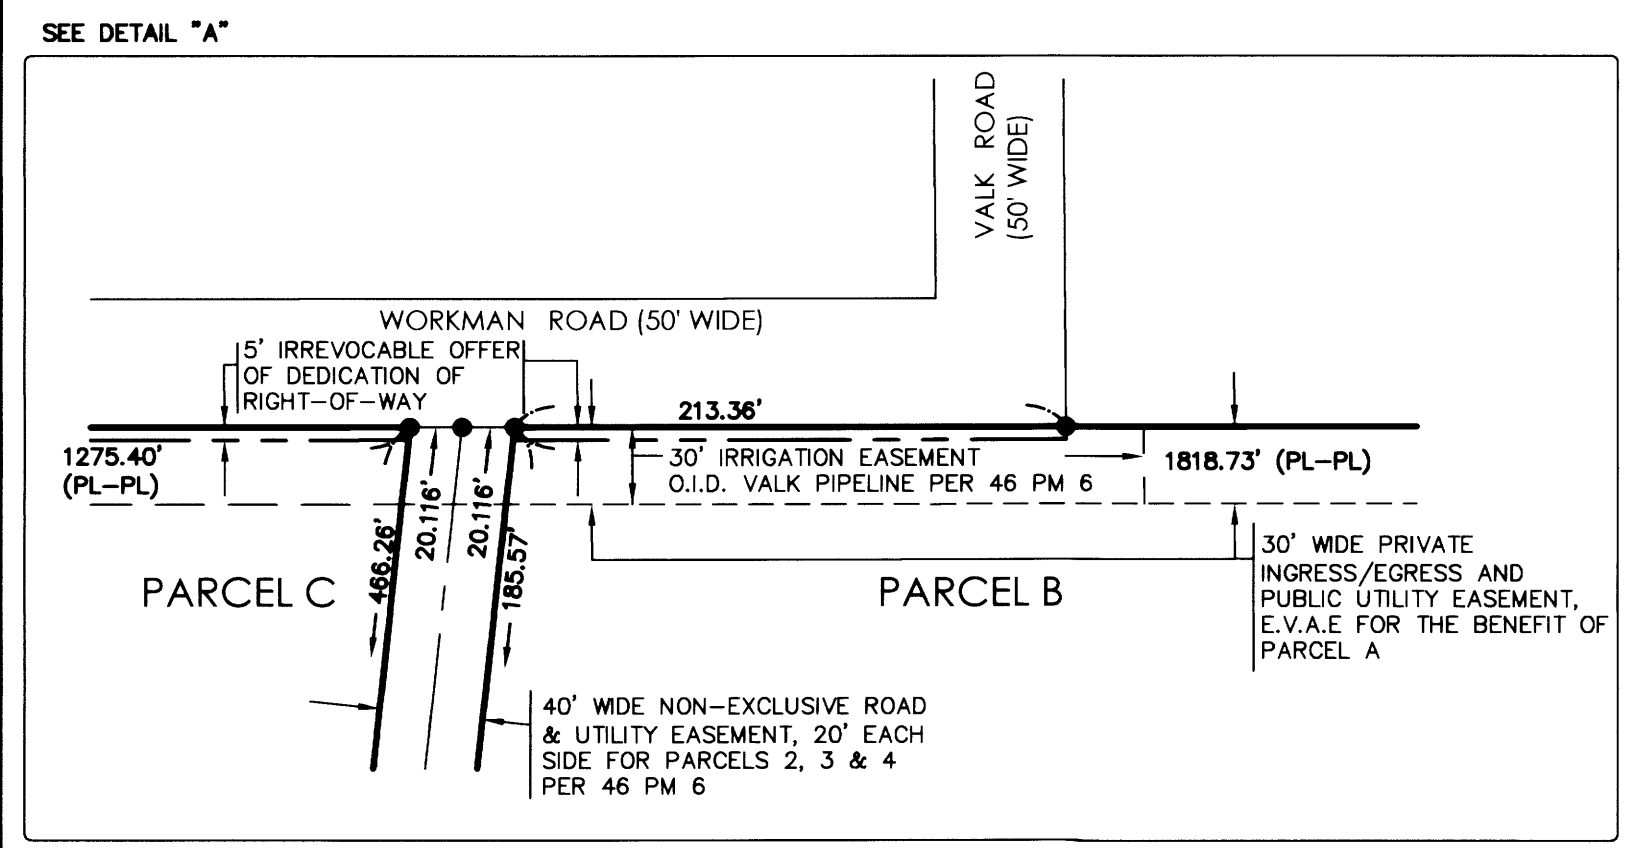 SEE DETAIL "A"
VALK ROAD
(50' WIDE)
WORKMAN ROAD (50' WIDE)
5' IRREVOCABLE OFFER
OF DEDICATION OF
RIGHT-OF-WAY
213.36'
1275.40'
(PL-PL)
30' IRRIGATION EASEMENT
O.I.D. VALK PIPELINE PER 46 PM 6
1818.73' (PL-PL)
466.26'
20.116'
20.116'
185.57'
PARCEL C
PARCEL B
30' WIDE PRIVATE
INGRESS/EGRESS AND
PUBLIC UTILITY EASEMENT,
E.V.A.E FOR THE BENEFIT OF
PARCEL A
40' WIDE NON-EXCLUSIVE ROAD
& UTILITY EASEMENT, 20' EACH
SIDE FOR PARCELS 2, 3 & 4
PER 46 PM 6